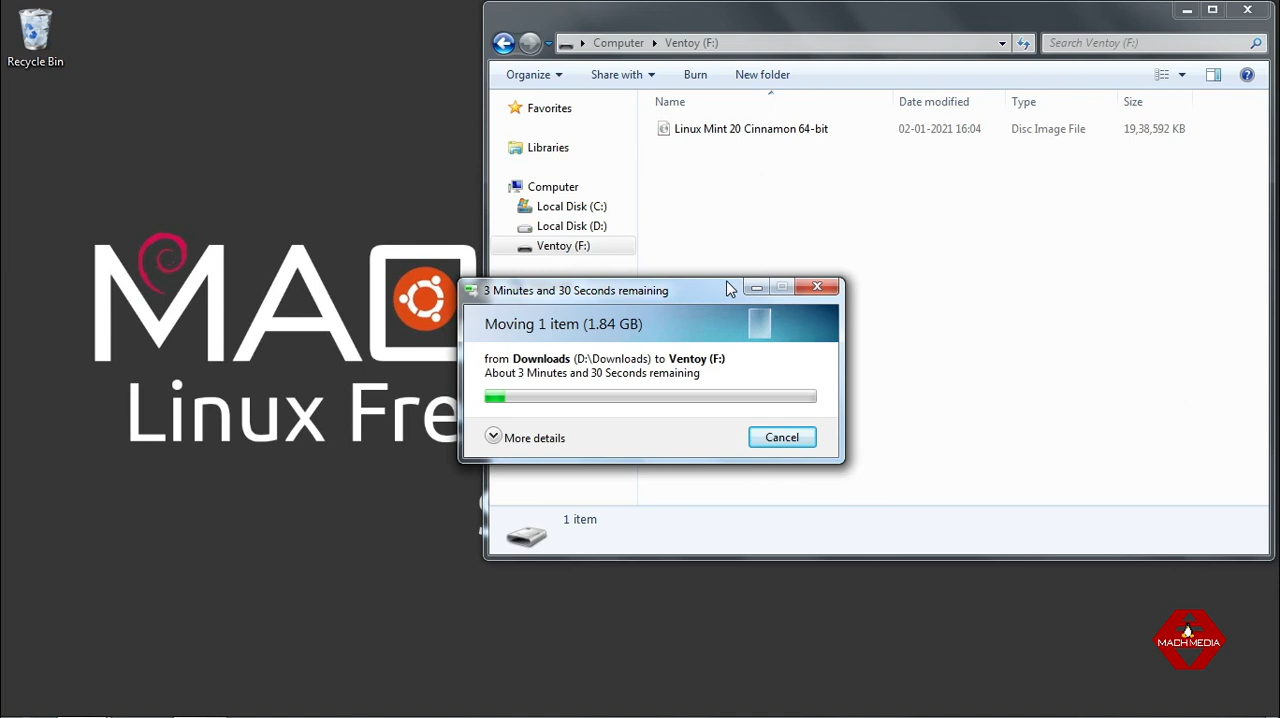 Recycle Bin
Computer
Ventoy (F:)
Search Ventoy (F:)
Organize
Share with
Burn
New folder
Name
Date modified
Type
Size
Linux Mint 20 Cinnamon 64-bit
02-01-2021 16:04
Disc Image File
19,38,592 KB
Favorites
Libraries
Computer
Local Disk (C:)
Local Disk (D:)
Ventoy (F:)
3 Minutes and 30 Seconds remaining
Moving 1 item (1.84 GB)
from Downloads (D:\Downloads) to Ventoy (F:)
About 3 Minutes and 30 Seconds remaining
More details
Cancel
1 item
Linux Fre
MACH MEDIA